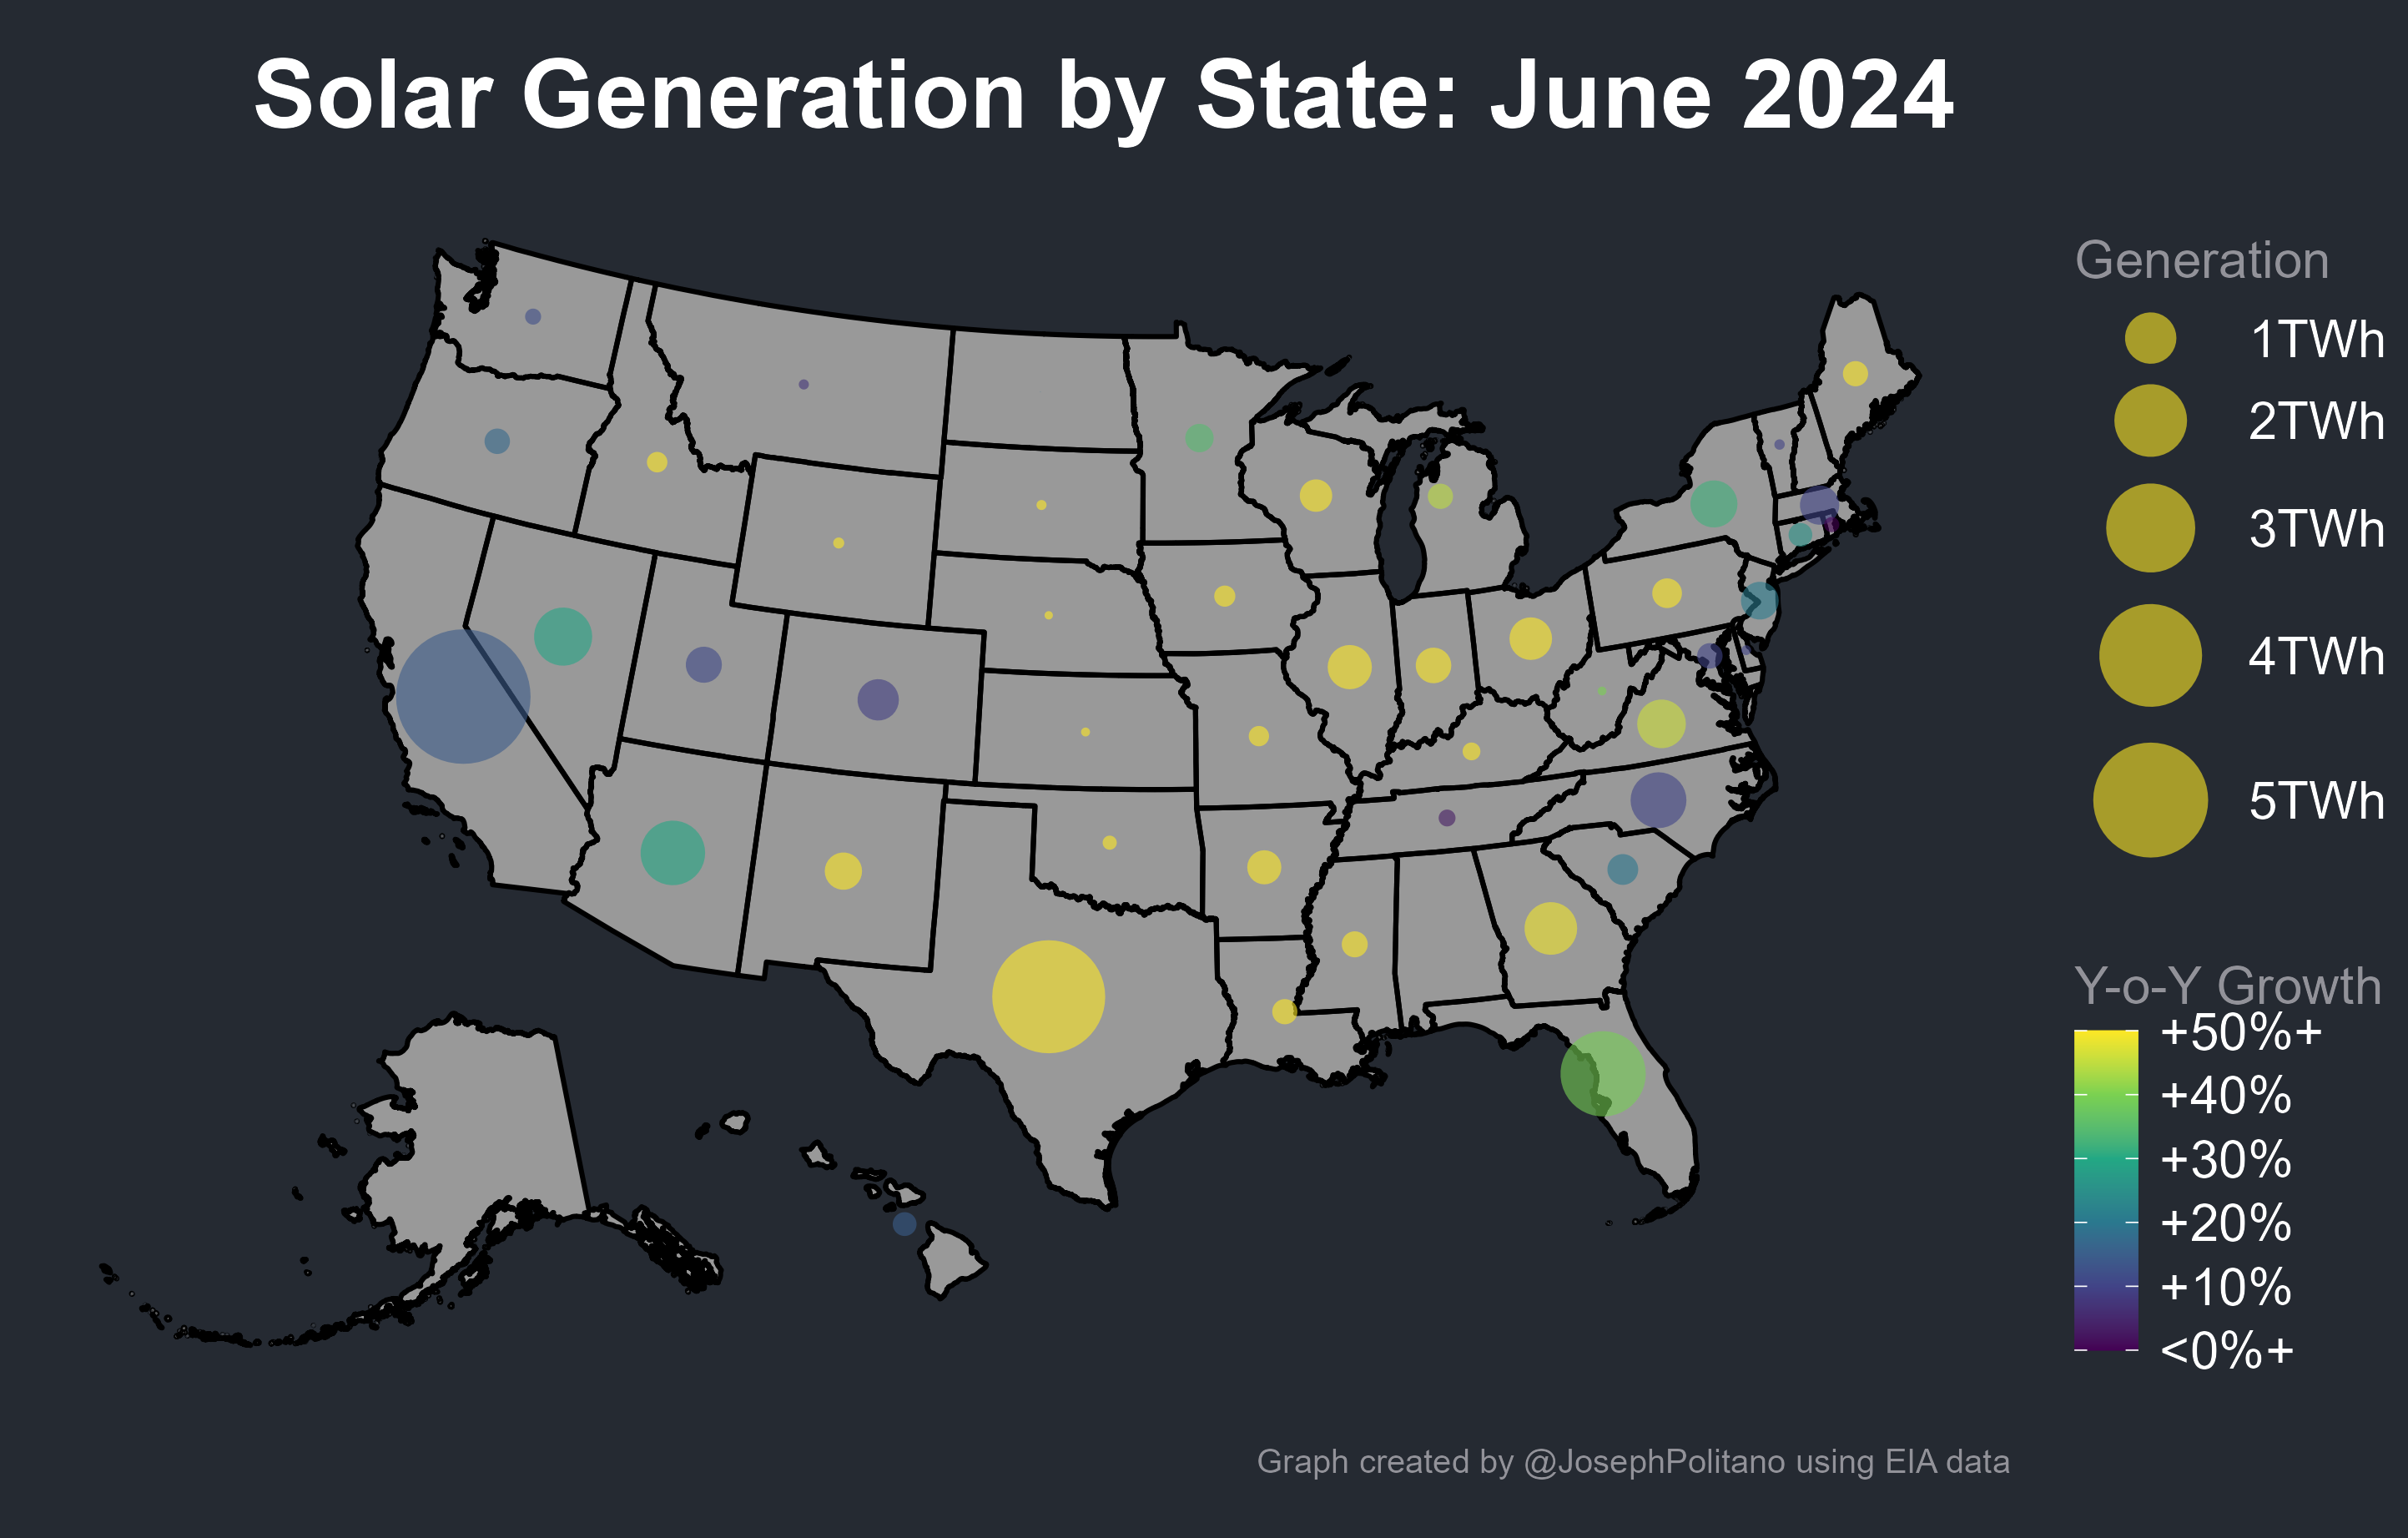 Solar Generation by State: June 2024
Generation
1TWh
2TWh
3TWh
4TWh
5TWh
Y-o-Y Growth
+50%+
+40%
+30%
+20%
+10%
<0%+
Graph created by @JosephPolitano using EIA data